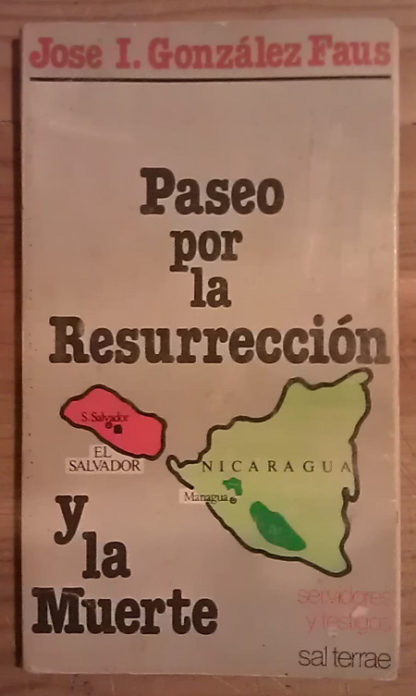 Jose I. González Faus
Paseo
por
la
Resurrección
S. Salvador
EL
SALVADOR
NICARAGUA
Managua
y
la
Muerte
servidores
y testigos
sal terrae